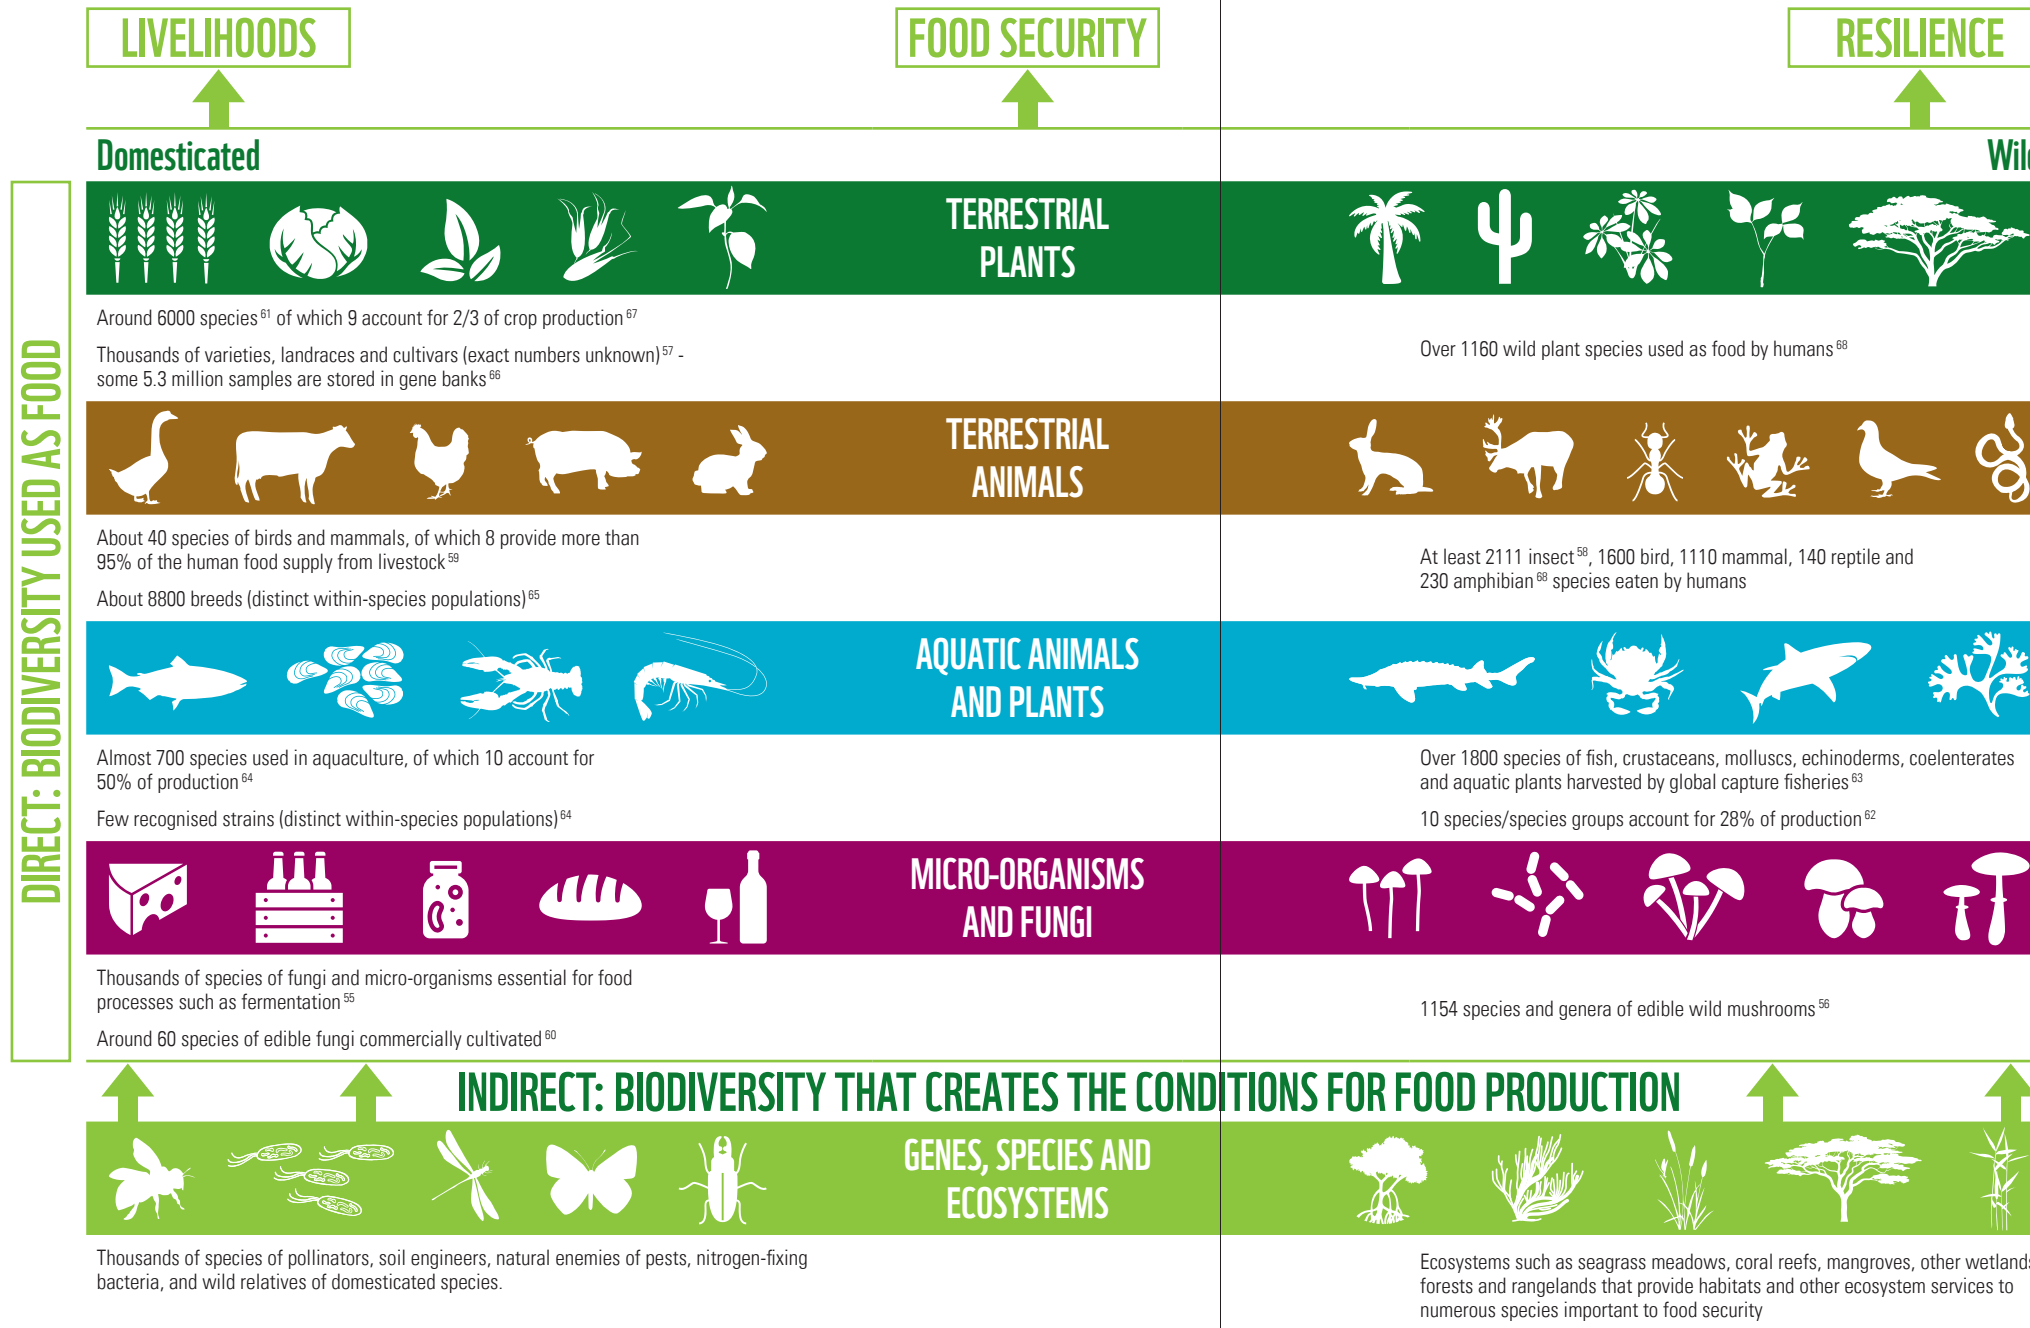 LIVELIHOODS
FOOD SECURITY
RESILIENCE
Domesticated
DIRECT: BIODIVERSITY USED AS FOOD
TERRESTRIAL
PLANTS
Around 6000 species 61 of which 9 account for 2/3 of crop production 67
Thousands of varieties, landraces and cultivars (exact numbers unknown) 57 -
some 5.3 million samples are stored in gene banks 66
Over 1160 wild plant species used as food by humans 68
TERRESTRIAL
ANIMALS
About 40 species of birds and mammals, of which 8 provide more than
95% of the human food supply from livestock 59
About 8800 breeds (distinct within-species populations) 65
At least 2111 insect 58, 1600 bird, 1110 mammal, 140 reptile and
230 amphibian 68 species eaten by humans
AQUATIC ANIMALS
AND PLANTS
Almost 700 species used in aquaculture, of which 10 account for
50% of production 64
Few recognised strains (distinct within-species populations) 64
Over 1800 species of fish, crustaceans, molluscs, echinoderms, coelenterates
and aquatic plants harvested by global capture fisheries 63
10 species/species groups account for 28% of production 62
MICRO-ORGANISMS
AND FUNGI
Thousands of species of fungi and micro-organisms essential for food
processes such as fermentation 55
Around 60 species of edible fungi commercially cultivated 60
1154 species and genera of edible wild mushrooms 56
INDIRECT: BIODIVERSITY THAT CREATES THE CONDITIONS FOR FOOD PRODUCTION
GENES, SPECIES AND
ECOSYSTEMS
Thousands of species of pollinators, soil engineers, natural enemies of pests, nitrogen-fixing
bacteria, and wild relatives of domesticated species.
Ecosystems such as seagrass meadows, coral reefs, mangroves, other wetlands
forests and rangelands that provide habitats and other ecosystem services to
numerous species important to food security